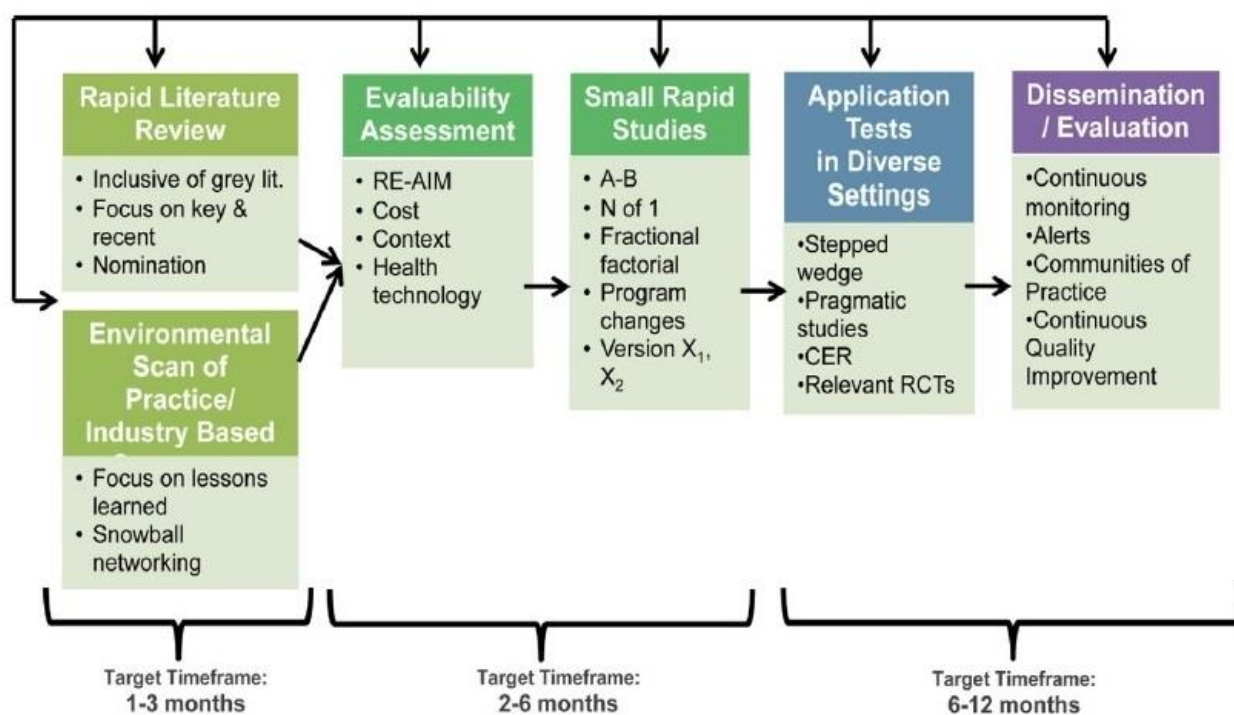 Rapid Literature
Review
• Inclusive of grey lit.
• Focus on key &
recent
• Nomination
Environmental
Scan of
Practice/
Industry Based
• Focus on lessons
learned
• Snowball
networking
Evaluability
Assessment
• RE-AIM
• Cost
• Context
• Health
technology
Small Rapid
Studies
• A-B
• N of 1
• Fractional
factorial
• Program
changes
• Version X₁,
X₂
Application
Tests
in Diverse
Settings
•Stepped
wedge
•Pragmatic
studies
•CER
•Relevant RCTs
Dissemination
/ Evaluation
•Continuous
monitoring
•Alerts
•Communities of
Practice
•Continuous
Quality
Improvement
Target Timeframe:
1-3 months
Target Timeframe:
2-6 months
Target Timeframe:
6-12 months